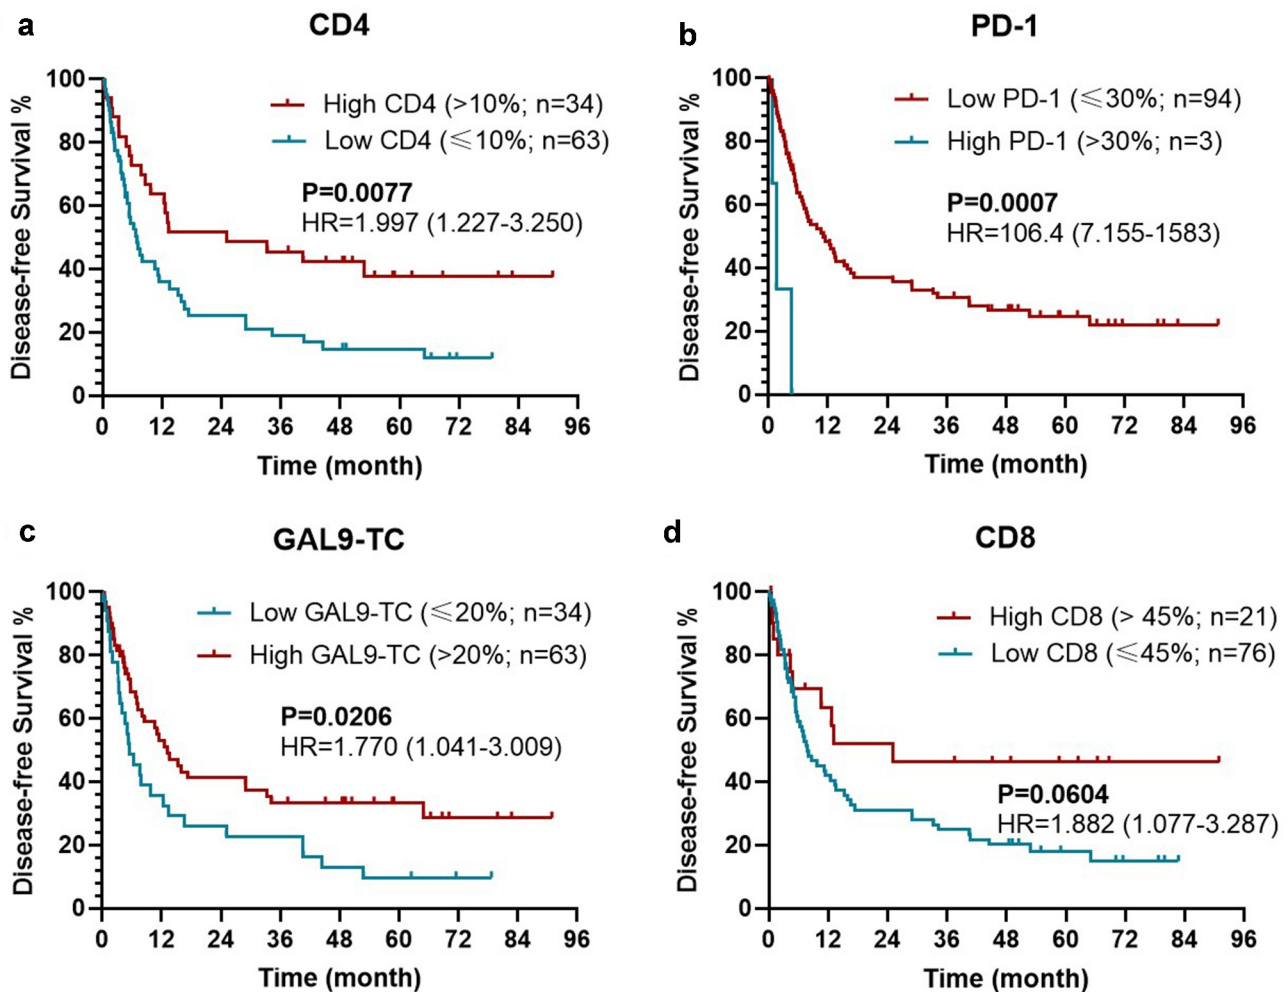 a
CD4
Disease-free Survival %
100
80
60
40
20
0
High CD4 (>10%; n=34)
Low CD4 (≤10%; n=63)
P=0.0077
HR=1.997 (1.227-3.250)
0 12 24 36 48 60 72 84 96
Time (month)
b
PD-1
Disease-free Survival %
100
80
60
40
20
0
Low PD-1 (≤30%; n=94)
High PD-1 (>30%; n=3)
P=0.0007
HR=106.4 (7.155-1583)
0 12 24 36 48 60 72 84 96
Time (month)
c
GAL9-TC
Disease-free Survival %
100
80
60
40
20
0
Low GAL9-TC (≤20%; n=34)
High GAL9-TC (>20%; n=63)
P=0.0206
HR=1.770 (1.041-3.009)
0 12 24 36 48 60 72 84 96
Time (month)
d
CD8
Disease-free Survival %
100
80
60
40
20
0
High CD8 (> 45%; n=21)
Low CD8 (≤45%; n=76)
P=0.0604
HR=1.882 (1.077-3.287)
0 12 24 36 48 60 72 84 96
Time (month)